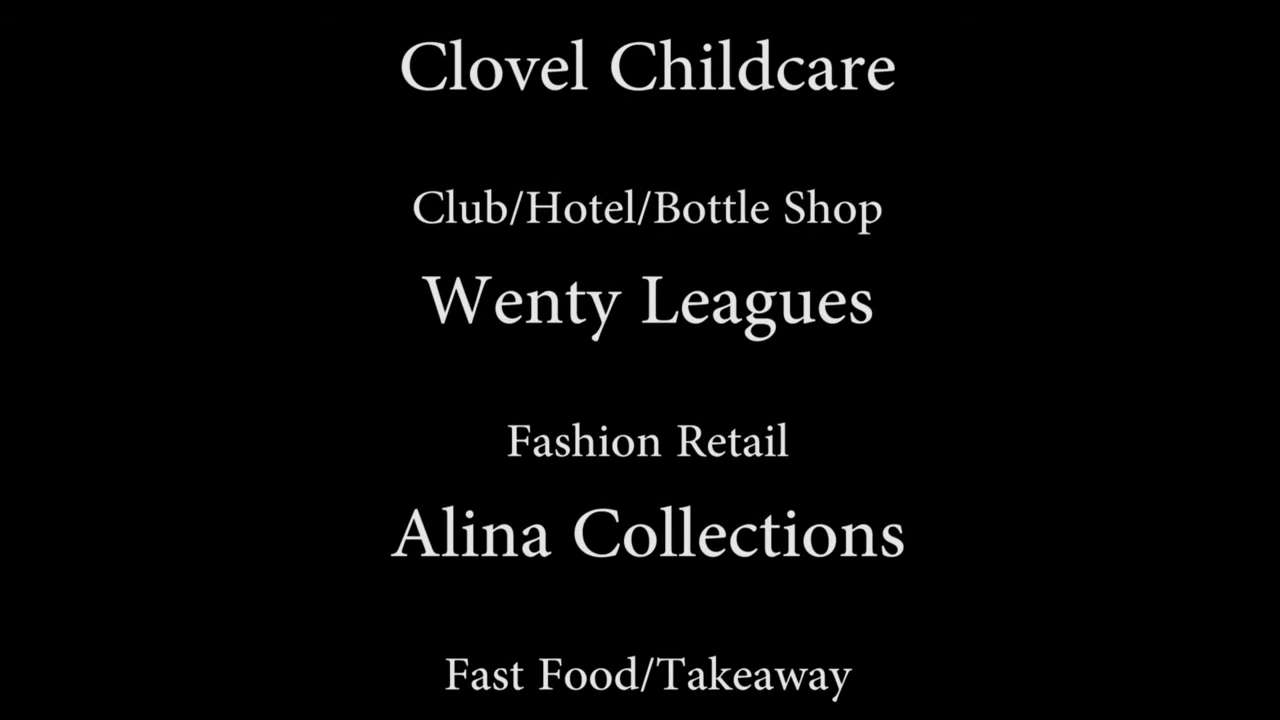 Clovel Childcare
Club/Hotel/Bottle Shop
Wenty Leagues
Fashion Retail
Alina Collections
Fast Food/Takeaway